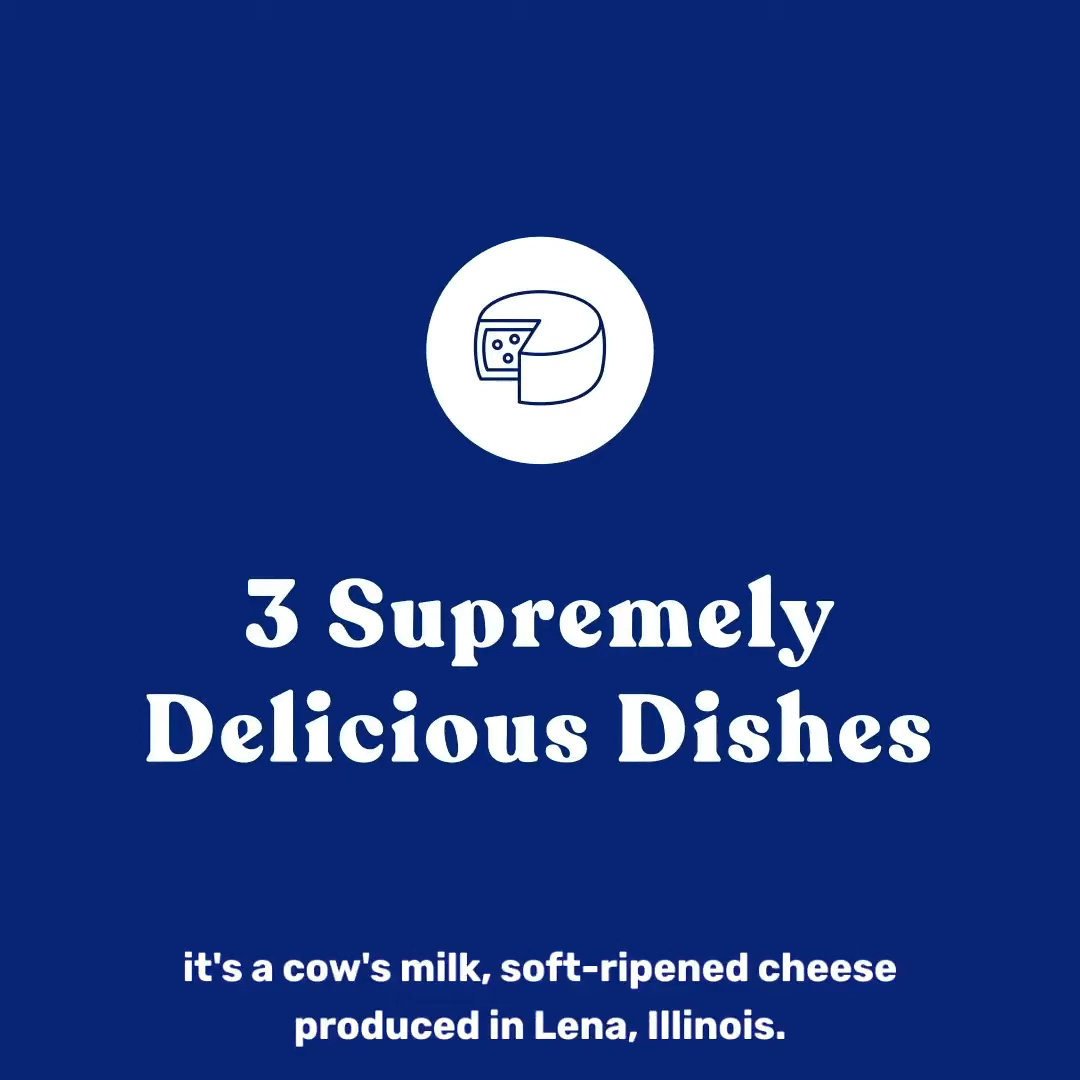 3 Supremely
Delicious Dishes
it's a cow's milk, soft-ripened cheese
produced in Lena, Illinois.